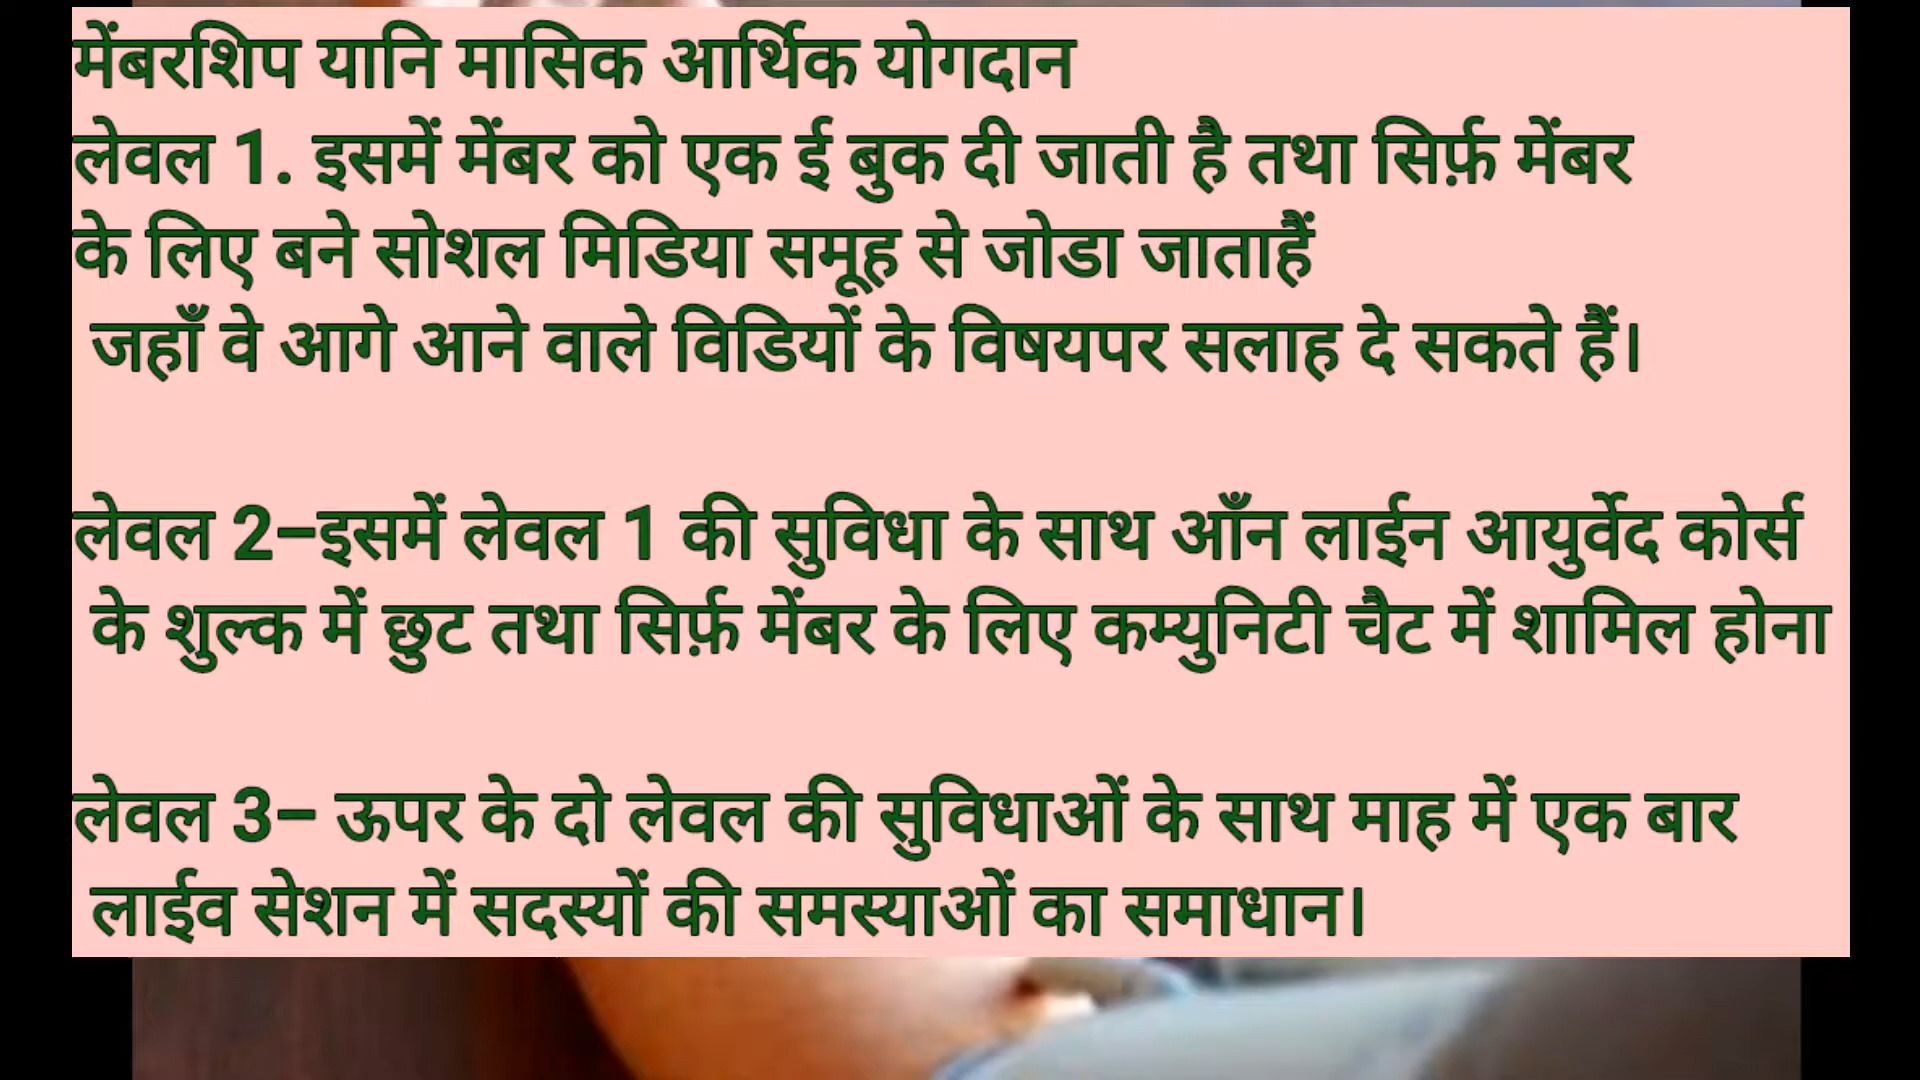 मेंबरशिप यानि मासिक आर्थिक योगदान
लेवल 1. इसमें मेंबर को एक ई बुक दी जाती है तथा सिर्फ़ मेंबर
के लिए बने सोशल मिडिया समूह से जोडा जाताहैं
जहाँ वे आगे आने वाले विडियों के विषयपर सलाह दे सकते हैं।
लेवल 2–इसमें लेवल 1 की सुविधा के साथ आँन लाईन आयुर्वेद कोर्स
के शुल्क में छुट तथा सिर्फ़ मेंबर के लिए कम्युनिटी चैट में शामिल होना
लेवल 3– ऊपर के दो लेवल की सुविधाओं के साथ माह में एक बार
लाईव सेशन में सदस्यों की समस्याओं का समाधान।